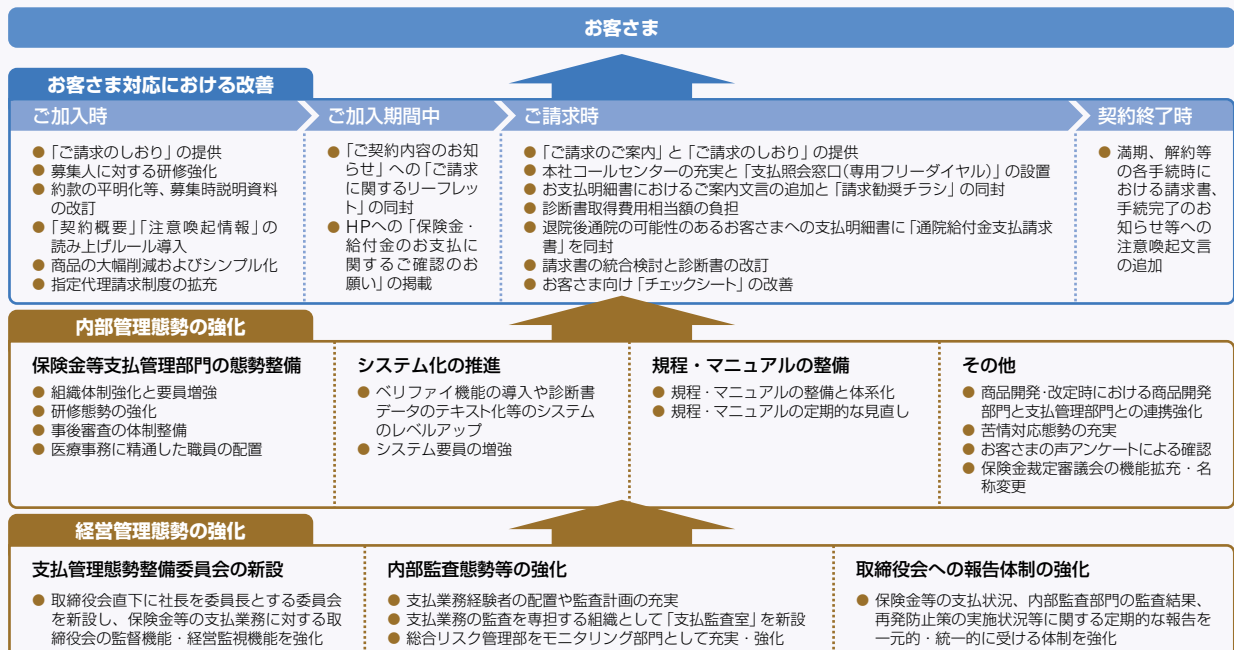 お客さま
お客さま対応における改善
ご加入時
●「ご請求のしおり」の提供
● 募集人に対する研修強化
● 約款の平明化等、募集時説明資料
の改訂
●「契約概要」「注意喚起情報」の
読み上げルール導入
● 商品の大幅削減およびシンプル化
● 指定代理請求制度の拡充
ご加入期間中
●「ご契約内容のお知
らせ」への「ご請求
に関するリーフレッ
ト」の同封
● HPへの「保険金・
給付金のお支払に
関するご確認のお
願い」の掲載
ご請求時
●「ご請求のご案内」と「ご請求のしおり」の提供
● 本社コールセンターの充実と「支払照会窓口(専用フリーダイヤル)」の設置
● お支払明細書におけるご案内文言の追加と「請求勧奨チラシ」の同封
● 診断書取得費用相当額の負担
● 退院後通院の可能性のあるお客さまへの支払明細書に「通院給付金支払請求
書」を同封
● 請求書の統合検討と診断書の改訂
● お客さま向け「チェックシート」の改善
契約終了時
● 満期、解約等
の各手続時に
おける請求書、
手続完了のお
知らせ等への
注意喚起文言
の追加
内部管理態勢の強化
保険金等支払管理部門の態勢整備
● 組織体制強化と要員増強
● 研修態勢の強化
● 事後審査の体制整備
● 医療事務に精通した職員の配置
システム化の推進
● ベリファイ機能の導入や診断書
データのテキスト化等のシステム
のレベルアップ
● システム要員の増強
規程・マニュアルの整備
● 規程・マニュアルの整備と体系化
● 規程・マニュアルの定期的な見直し
その他
● 商品開発・改定時における商品開発
部門と支払管理部門との連携強化
● 苦情対応態勢の充実
● お客さまの声アンケートによる確認
● 保険金裁定審議会の機能拡充・名
称変更
経営管理態勢の強化
支払管理態勢整備委員会の新設
● 取締役会直下に社長を委員長とする委員会
を新設し、保険金等の支払業務に対する取
締役会の監督機能・経営監視機能を強化
内部監査態勢等の強化
● 支払業務経験者の配置や監査計画の充実
● 支払業務の監査を専担する組織として「支払監査室」を新設
● 総合リスク管理部をモニタリング部門として充実・強化
取締役会への報告体制の強化
● 保険金等の支払状況、内部監査部門の監査結果、
再発防止策の実施状況等に関する定期的な報告を
一元的・統一的に受ける体制を強化